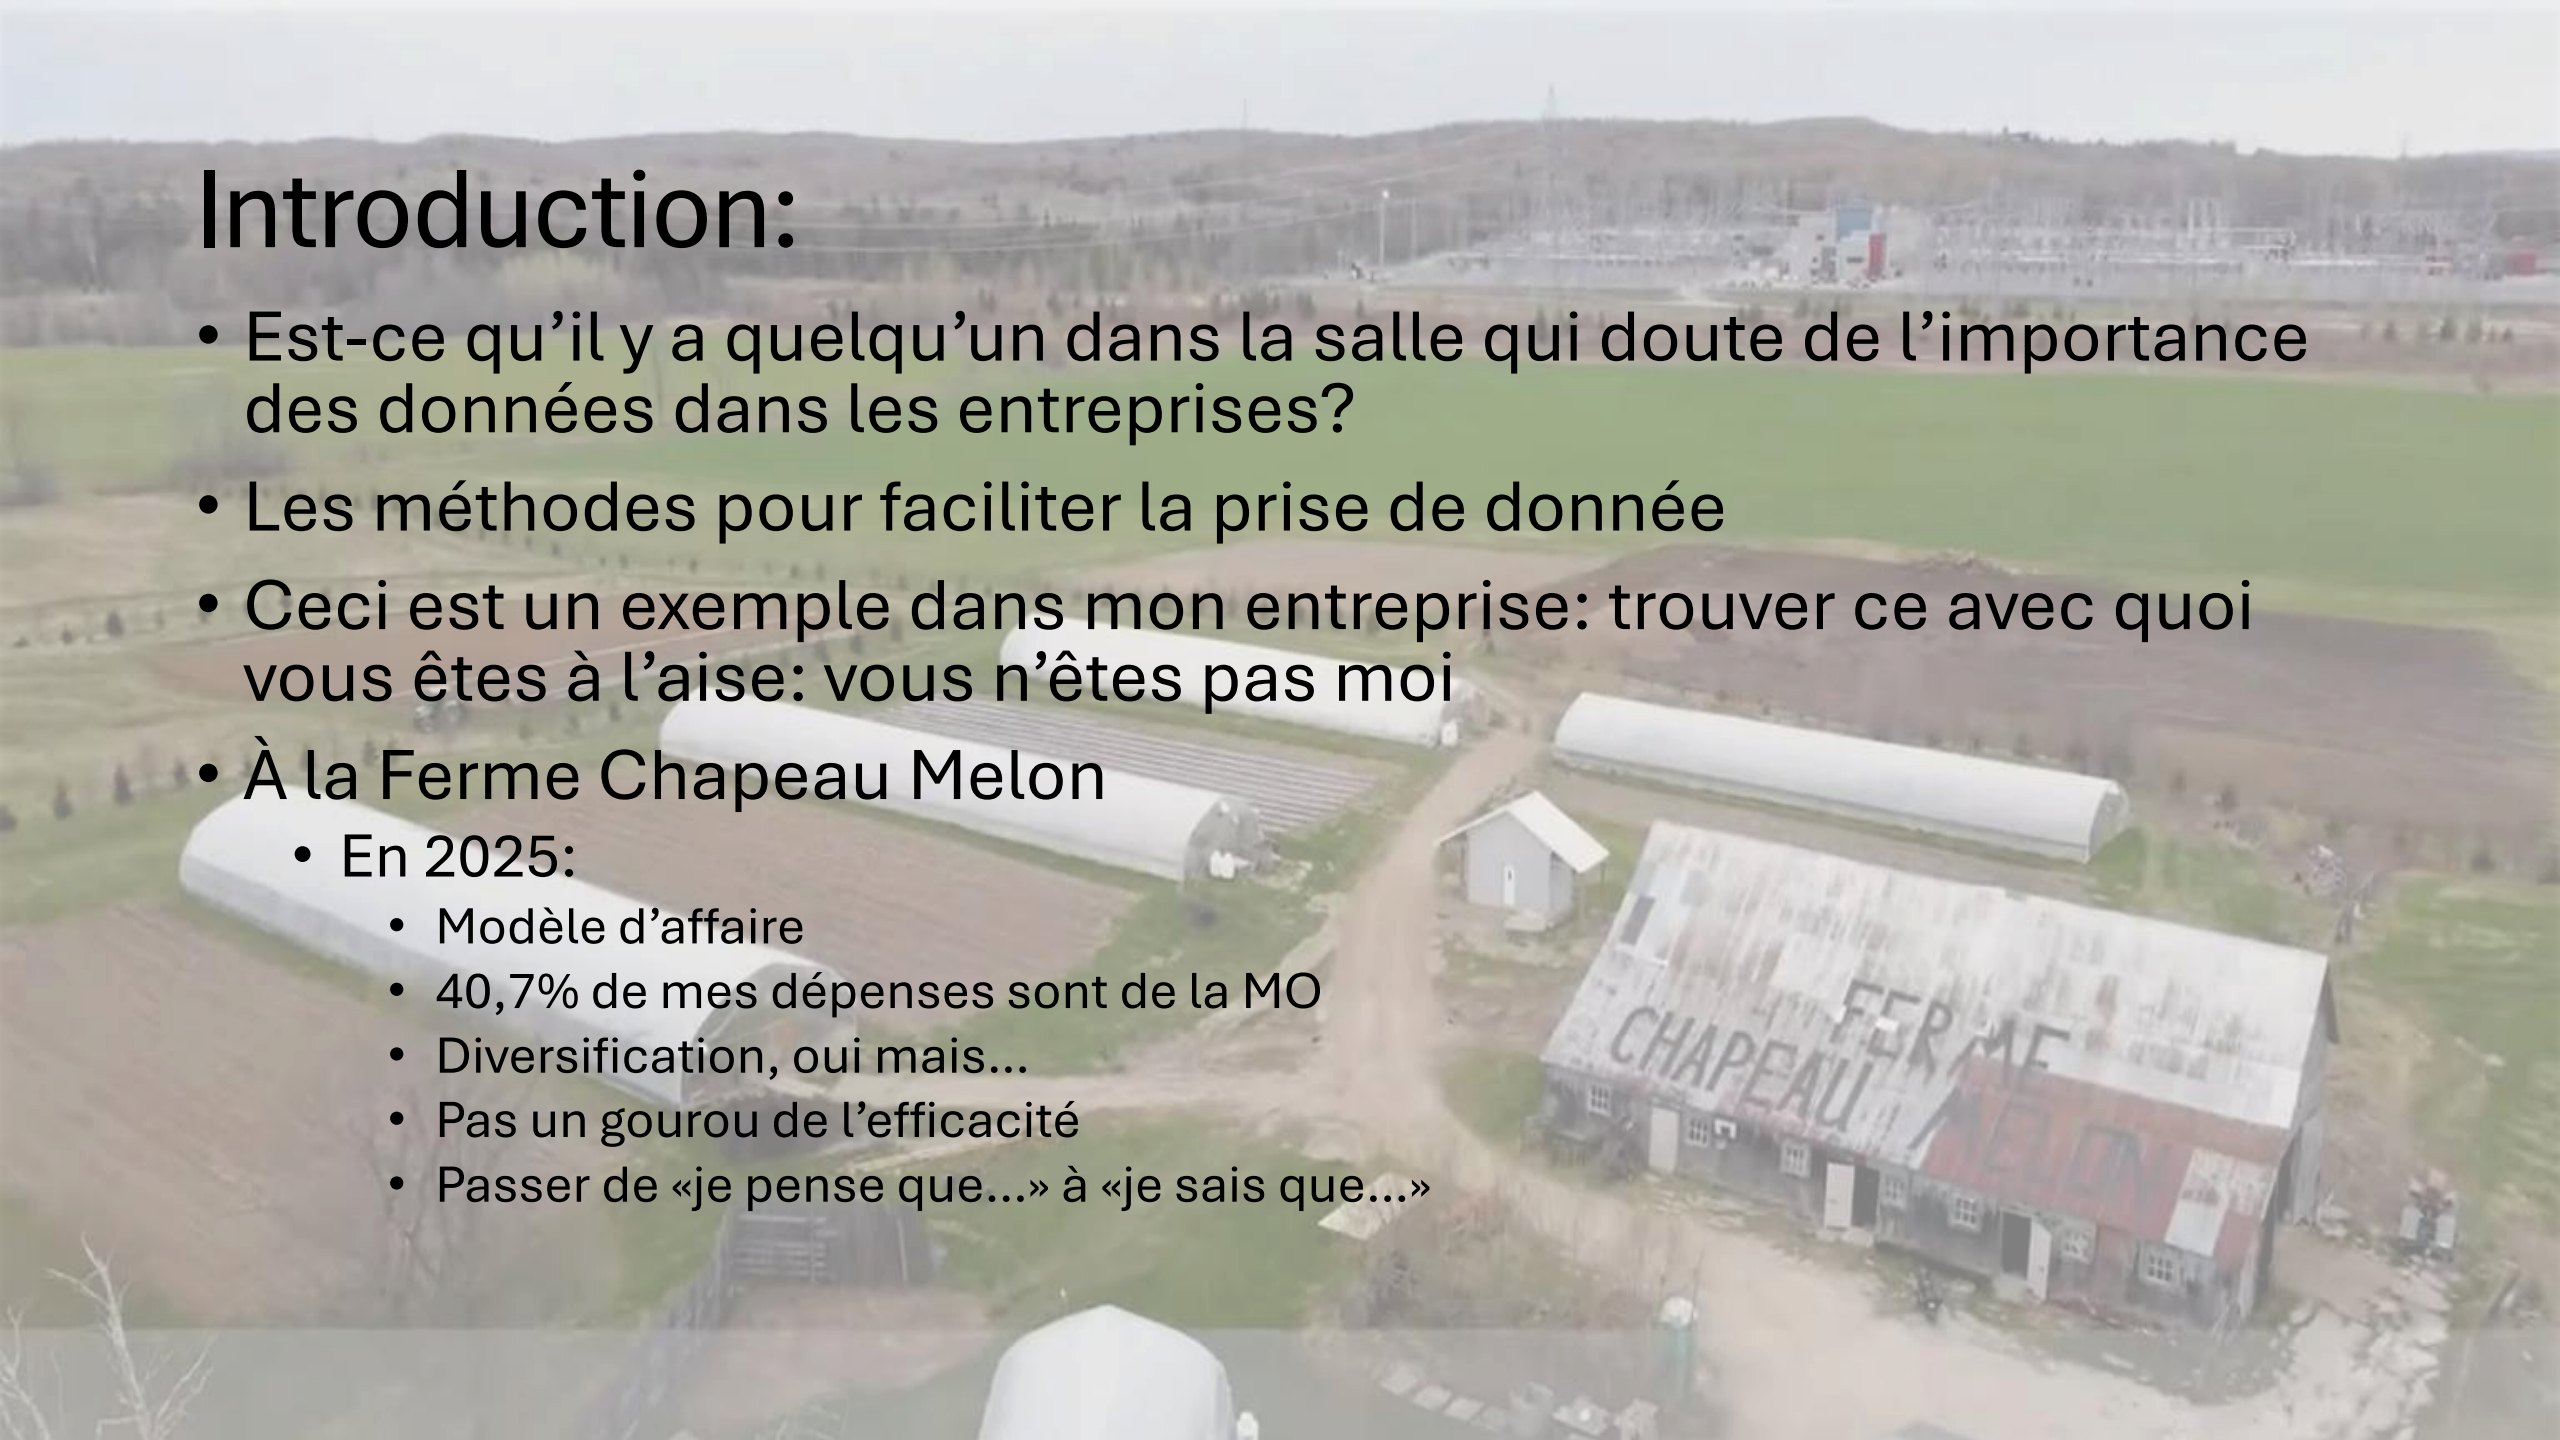 Introduction:
• Est-ce qu’il y a quelqu’un dans la salle qui doute de l’importance
des données dans les entreprises?
• Les méthodes pour faciliter la prise de donnée
• Ceci est un exemple dans mon entreprise: trouver ce avec quoi
vous êtes à l’aise: vous n’êtes pas moi
• À la Ferme Chapeau Melon
• En 2025:
• Modèle d’affaire
• 40,7% de mes dépenses sont de la MO
• Diversification, oui mais…
• Pas un gourou de l’efficacité
• Passer de «je pense que…» à «je sais que…»
FERME
CHAPEAU
MELON